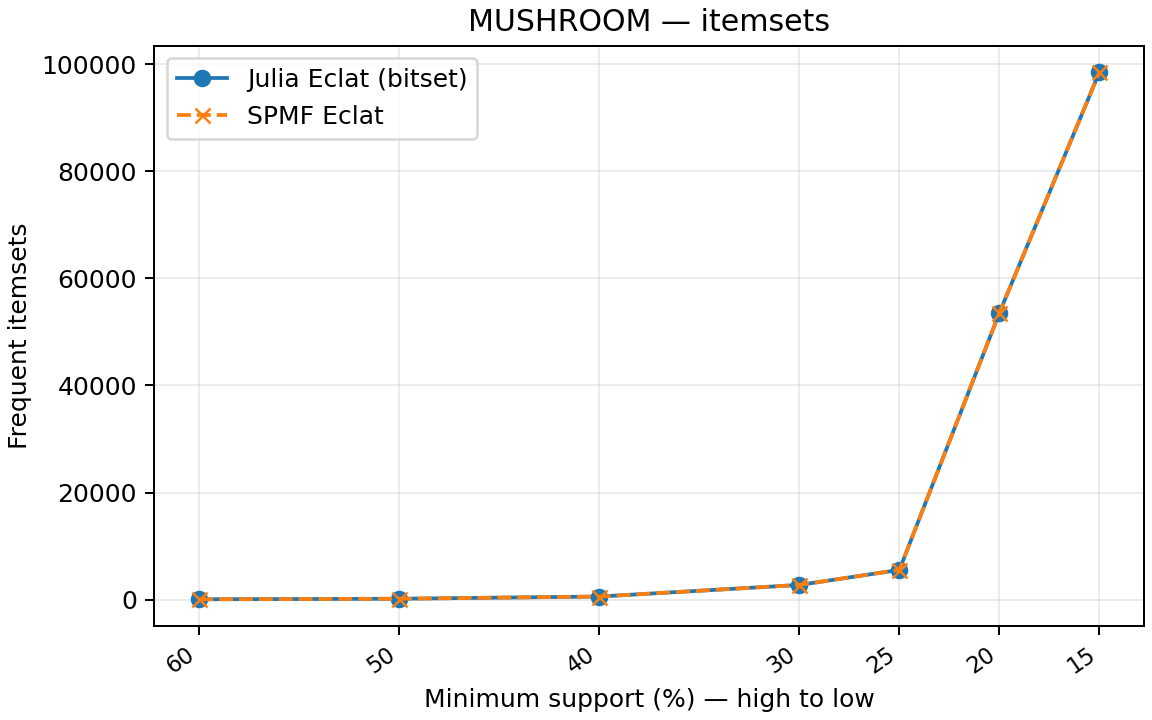 MUSHROOM — itemsets
Julia Eclat (bitset)
SPMF Eclat
Frequent itemsets
100000
80000
60000
40000
20000
0
60
50
40
30
25
20
15
Minimum support (%) — high to low